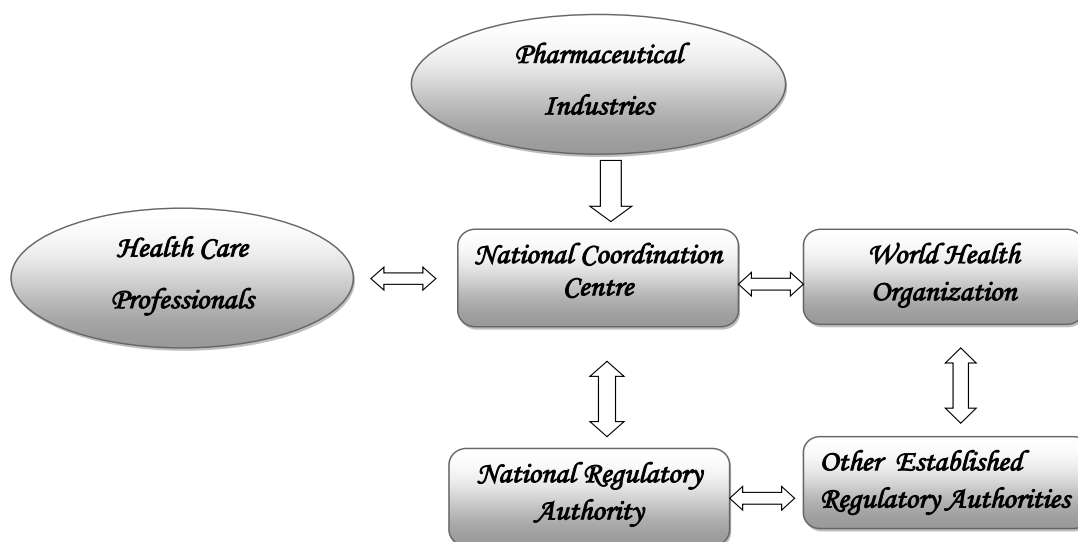 Pharmaceutical
Industries
Health Care
Professionals
National Coordination
Centre
World Health
Organization
National Regulatory
Authority
Other Established
Regulatory Authorities